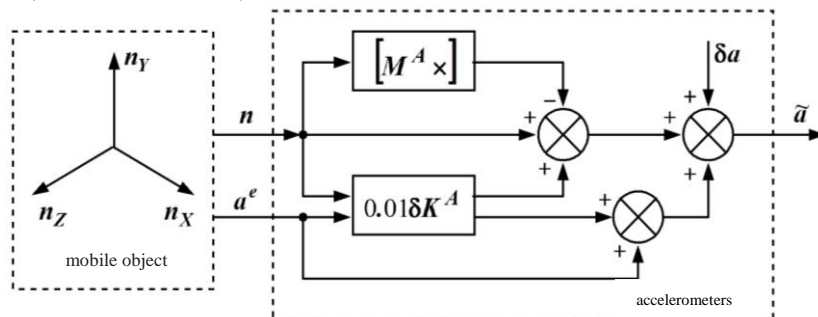 [M^A ×]
δa
n_Y
−
+
+
n
+
+
ã
+
+
n_Z
n_X
a^e
0.01δK^A
+
+
mobile object
accelerometers